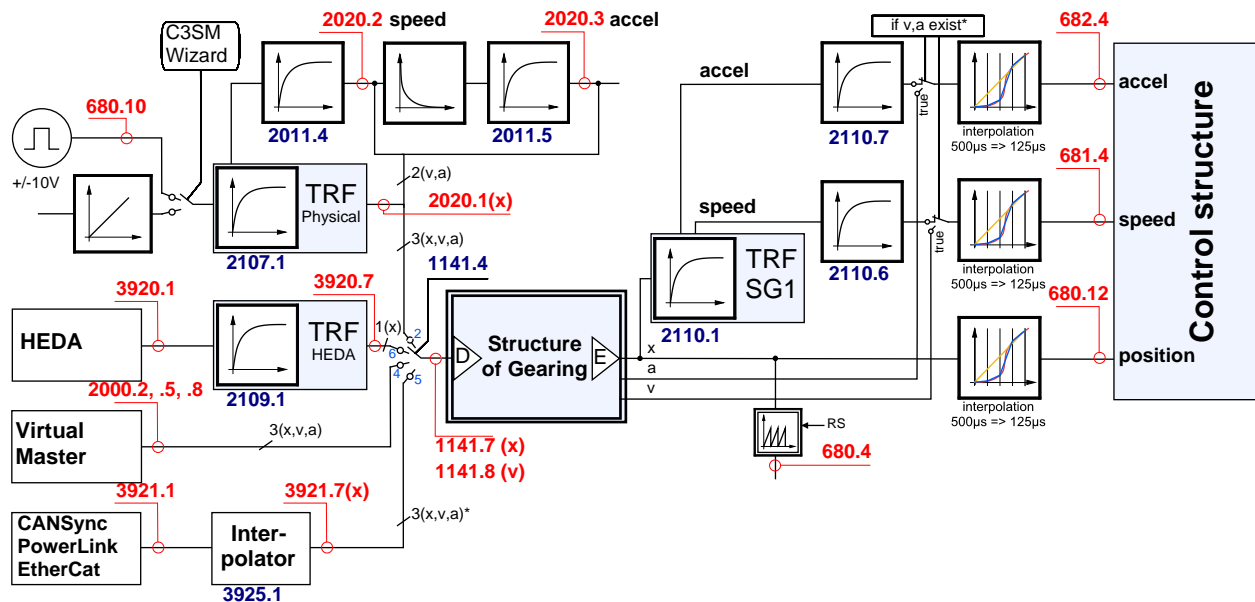 2020.2 speed
2020.3 accel
682.4
C3SM
Wizard
if v,a exist*
accel
accel
680.10
true
2011.4
2011.5
2110.7
interpolation
500µs => 125µs
+/-10V
2(v,a)
681.4
TRF
Physical
2020.1(x)
speed
speed
true
2107.1
3(x,v,a)
1141.4
2110.6
interpolation
500µs => 125µs
TRF
SG1
Control structure
3920.1
3920.7
680.12
HEDA
TRF
HEDA
1(x)
2
6
4
5
2110.1
D
Structure
of Gearing
E
x
a
v
position
2109.1
2000.2, .5, .8
interpolation
500µs => 125µs
Virtual
Master
3(x,v,a)
1141.7 (x)
1141.8 (v)
RS
680.4
3921.1
3921.7(x)
CANSync
PowerLink
EtherCat
Inter-
polator
3(x,v,a)*
3925.1